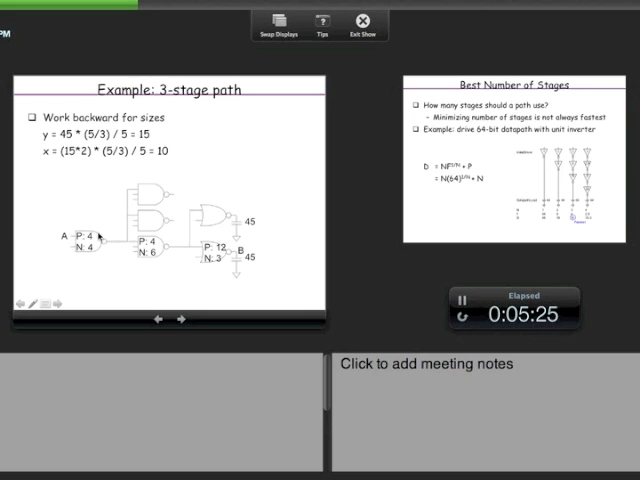 PM
Swap Displays
Tips
Exit Show
Example: 3-stage path
Work backward for sizes
y = 45 * (5/3) / 5 = 15
x = (15*2) * (5/3) / 5 = 10
A
P: 4
N: 4
P: 4
N: 6
P: 12
N: 3
B
45
45
Best Number of Stages
How many stages should a path use?
- Minimizing number of stages is not always fastest
Example: drive 64-bit datapath with unit inverter
D = NF^1/N + P
= N(64)^1/N + N
Elapsed
0:05:25
Click to add meeting notes